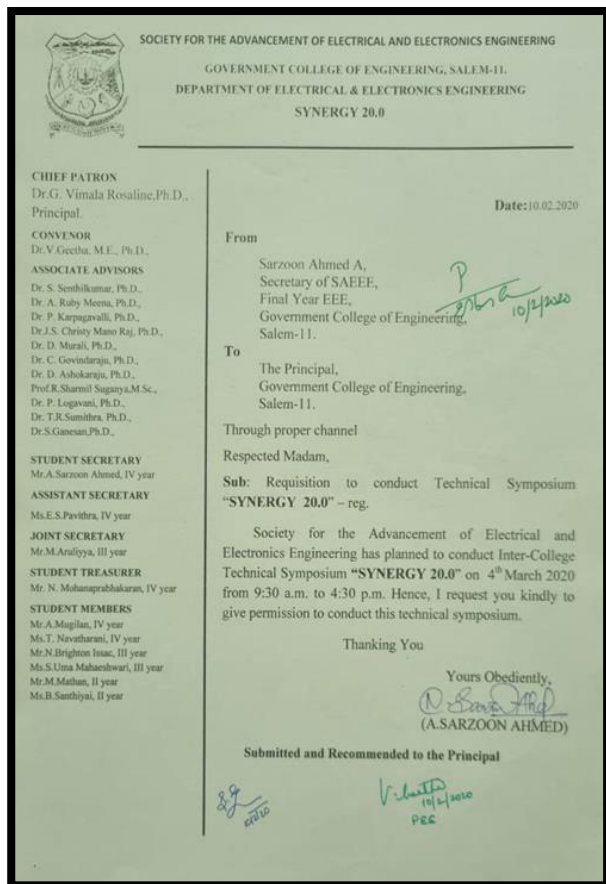 SOCIETY FOR THE ADVANCEMENT OF ELECTRICAL AND ELECTRONICS ENGINEERING
GOVERNMENT COLLEGE OF ENGINEERING, SALEM-11.
DEPARTMENT OF ELECTRICAL & ELECTRONICS ENGINEERING
SYNERGY 20.0
CHIEF PATRON
Dr.G. Vimala Rosaline,Ph.D.,
Principal.
CONVENOR
Dr.V.Geetha, M.E., Ph.D.,
ASSOCIATE ADVISORS
Dr. S. Senthilkumar, Ph.D.,
Dr. A. Ruby Meena, Ph.D.,
Dr. P. Karpagavalli, Ph.D.,
Dr.J.S. Christy Mano Raj, Ph.D.,
Dr. D. Murali, Ph.D.,
Dr. C. Govindaraju, Ph.D.,
Dr. D. Ashokaraju, Ph.D.,
Prof.R.Sharmil Suganya,M.Sc.,
Dr. P. Logavani, Ph.D.,
Dr. T.R.Sumithra. Ph.D.,
Dr.S.Ganesan,Ph.D.,
STUDENT SECRETARY
Mr.A.Sarzoon Ahmed, IV year
ASSISTANT SECRETARY
Ms.E.S.Pavithra, IV year
JOINT SECRETARY
Mr.M.Aruliyya, III year
STUDENT TREASURER
Mr. N. Mohanaprabhakaran, IV year
STUDENT MEMBERS
Mr.A.Mugilan, IV year
Ms.T. Navatharani, IV year
Mr.N.Brighton Issac, III year
Ms.S.Uma Mahaeshwari, III year
Mr.M.Mathan, II year
Ms.B.Santhiyai, II year
Date:10.02.2020
From
Sarzoon Ahmed A,
Secretary of SAEEE,
Final Year EEE,
Government College of Engineering,
Salem-11.
P
10/2/2020
To
The Principal,
Government College of Engineering,
Salem-11.
Through proper channel
Respected Madam,
Sub: Requisition to conduct Technical Symposium
“SYNERGY 20.0” – reg.
Society for the Advancement of Electrical and
Electronics Engineering has planned to conduct Inter-College
Technical Symposium “SYNERGY 20.0” on 4th March 2020
from 9:30 a.m. to 4:30 p.m. Hence, I request you kindly to
give permission to conduct this technical symposium.
Thanking You
Yours Obediently,
(A.SARZOON AHMED)
Submitted and Recommended to the Principal
10/2/20
10/2/2020